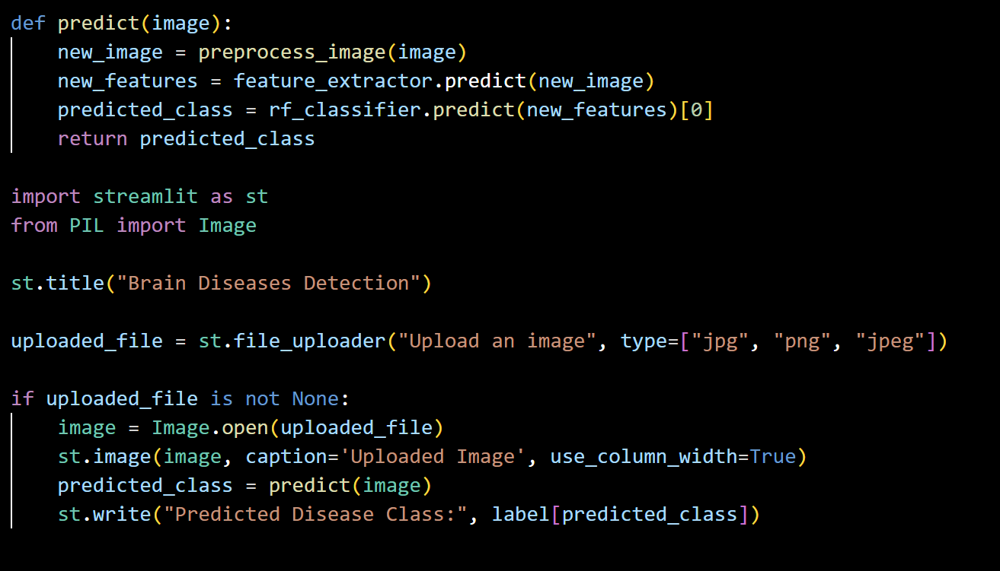 def predict(image):
    new_image = preprocess_image(image)
    new_features = feature_extractor.predict(new_image)
    predicted_class = rf_classifier.predict(new_features)[0]
    return predicted_class

import streamlit as st
from PIL import Image

st.title("Brain Diseases Detection")

uploaded_file = st.file_uploader("Upload an image", type=["jpg", "png", "jpeg"])

if uploaded_file is not None:
    image = Image.open(uploaded_file)
    st.image(image, caption='Uploaded Image', use_column_width=True)
    predicted_class = predict(image)
    st.write("Predicted Disease Class:", label[predicted_class])